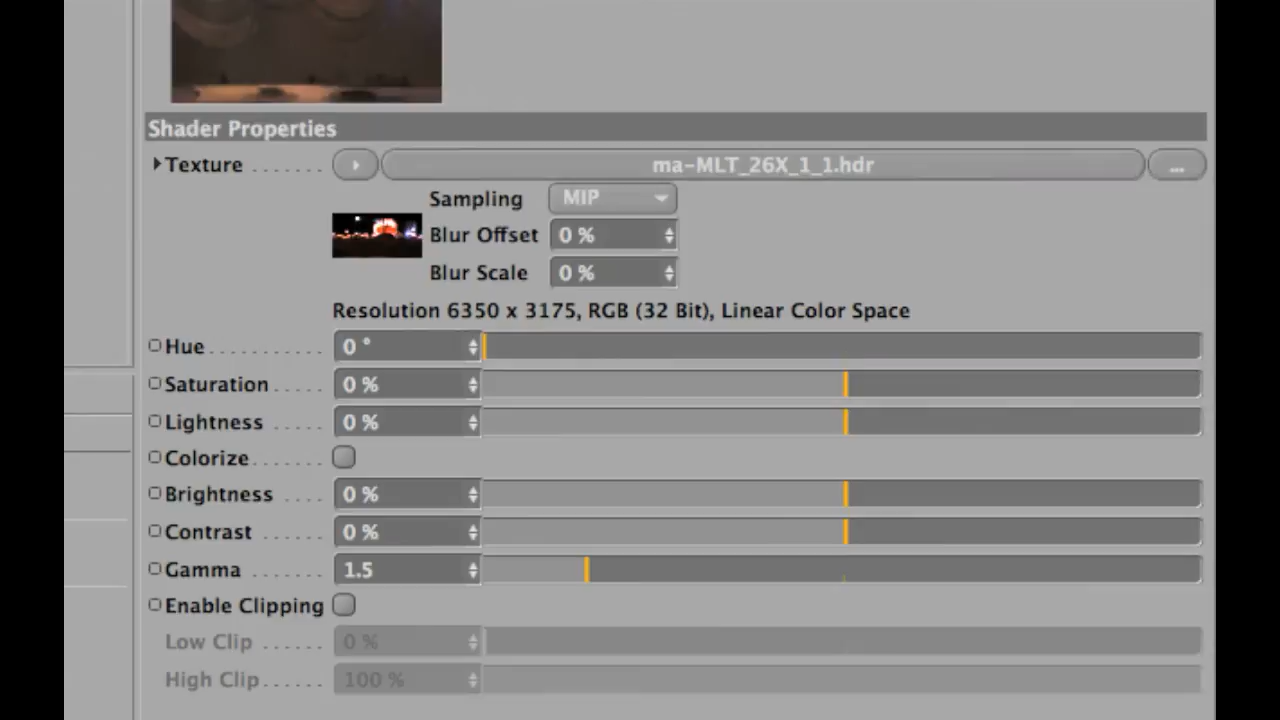 Shader Properties
Texture ....... ma-MLT_26X_1_1.hdr ...
Sampling MIP
Blur Offset 0 %
Blur Scale 0 %
Resolution 6350 x 3175, RGB (32 Bit), Linear Color Space
Hue........... 0 °
Saturation ..... 0 %
Lightness ..... 0 %
Colorize.......
Brightness .... 0 %
Contrast ...... 0 %
Gamma ....... 1.5
Enable Clipping
Low Clip ...... 0 %
High Clip...... 100 %